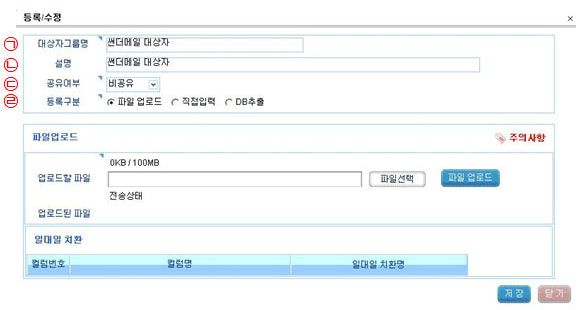 등록/수정
㉠ 대상자그룹명 썬더메일 대상자
㉡ 설명 썬더메일 대상자
㉢ 공유여부 비공유
㉣ 등록구분 파일 업로드 직접입력 DB추출
파일업로드 주의사항
0KB / 100MB
업로드할 파일 파일선택 파일 업로드
전송상태
업로드된 파일
일대일 치환
컬럼번호 컬럼명 일대일 치환명
저장 닫기